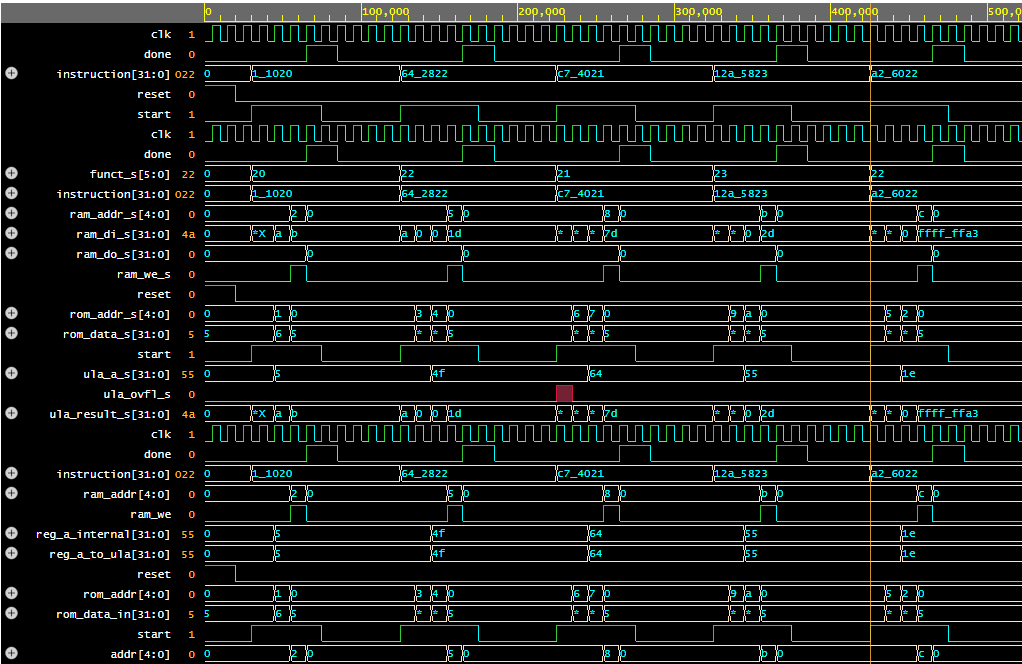 0 100,000 200,000 300,000 400,000 500,0
clk 1
done 0
instruction[31:0] 022 0 1_1020 64_2822 c7_4021 12a_5823 a2_6022
reset 0
start 1
clk 1
done 0
funct_s[5:0] 22 0 20 22 21 23 22
instruction[31:0] 022 0 1_1020 64_2822 c7_4021 12a_5823 a2_6022
ram_addr_s[4:0] 0 0 2 0 5 0 8 0 b 0 c 0
ram_di_s[31:0] 4a 0 *X a b a 0 0 1d * * * 7d * * 0 2d * * 0 ffff_ffa3
ram_do_s[31:0] 0 0 0 0 0 0 0
ram_we_s 0
reset 0
rom_addr_s[4:0] 0 0 1 0 3 4 0 6 7 0 9 a 0 5 2 0
rom_data_s[31:0] 5 5 6 5 * * 5 * * 5 * * 5 * * 5
start 1
ula_a_s[31:0] 55 0 5 4f 64 55 1e
ula_ovfl_s 0
ula_result_s[31:0] 4a 0 *X a b a 0 0 1d * * * 7d * * 0 2d * * 0 ffff_ffa3
clk 1
done 0
instruction[31:0] 022 0 1_1020 64_2822 c7_4021 12a_5823 a2_6022
ram_addr[4:0] 0 0 2 0 5 0 8 0 b 0 c 0
ram_we 0
reg_a_internal[31:0] 55 0 5 4f 64 55 1e
reg_a_to_ula[31:0] 55 0 5 4f 64 55 1e
reset 0
rom_addr[4:0] 0 0 1 0 3 4 0 6 7 0 9 a 0 5 2 0
rom_data_in[31:0] 5 5 6 5 * * 5 * * 5 * * 5 * * 5
start 1
addr[4:0] 0 0 2 0 5 0 8 0 b 0 c 0